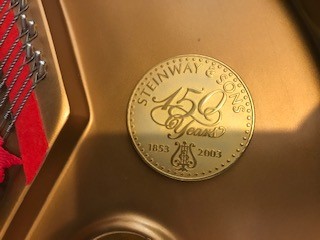 STEINWAY & SONS
150
Years
1853 2003